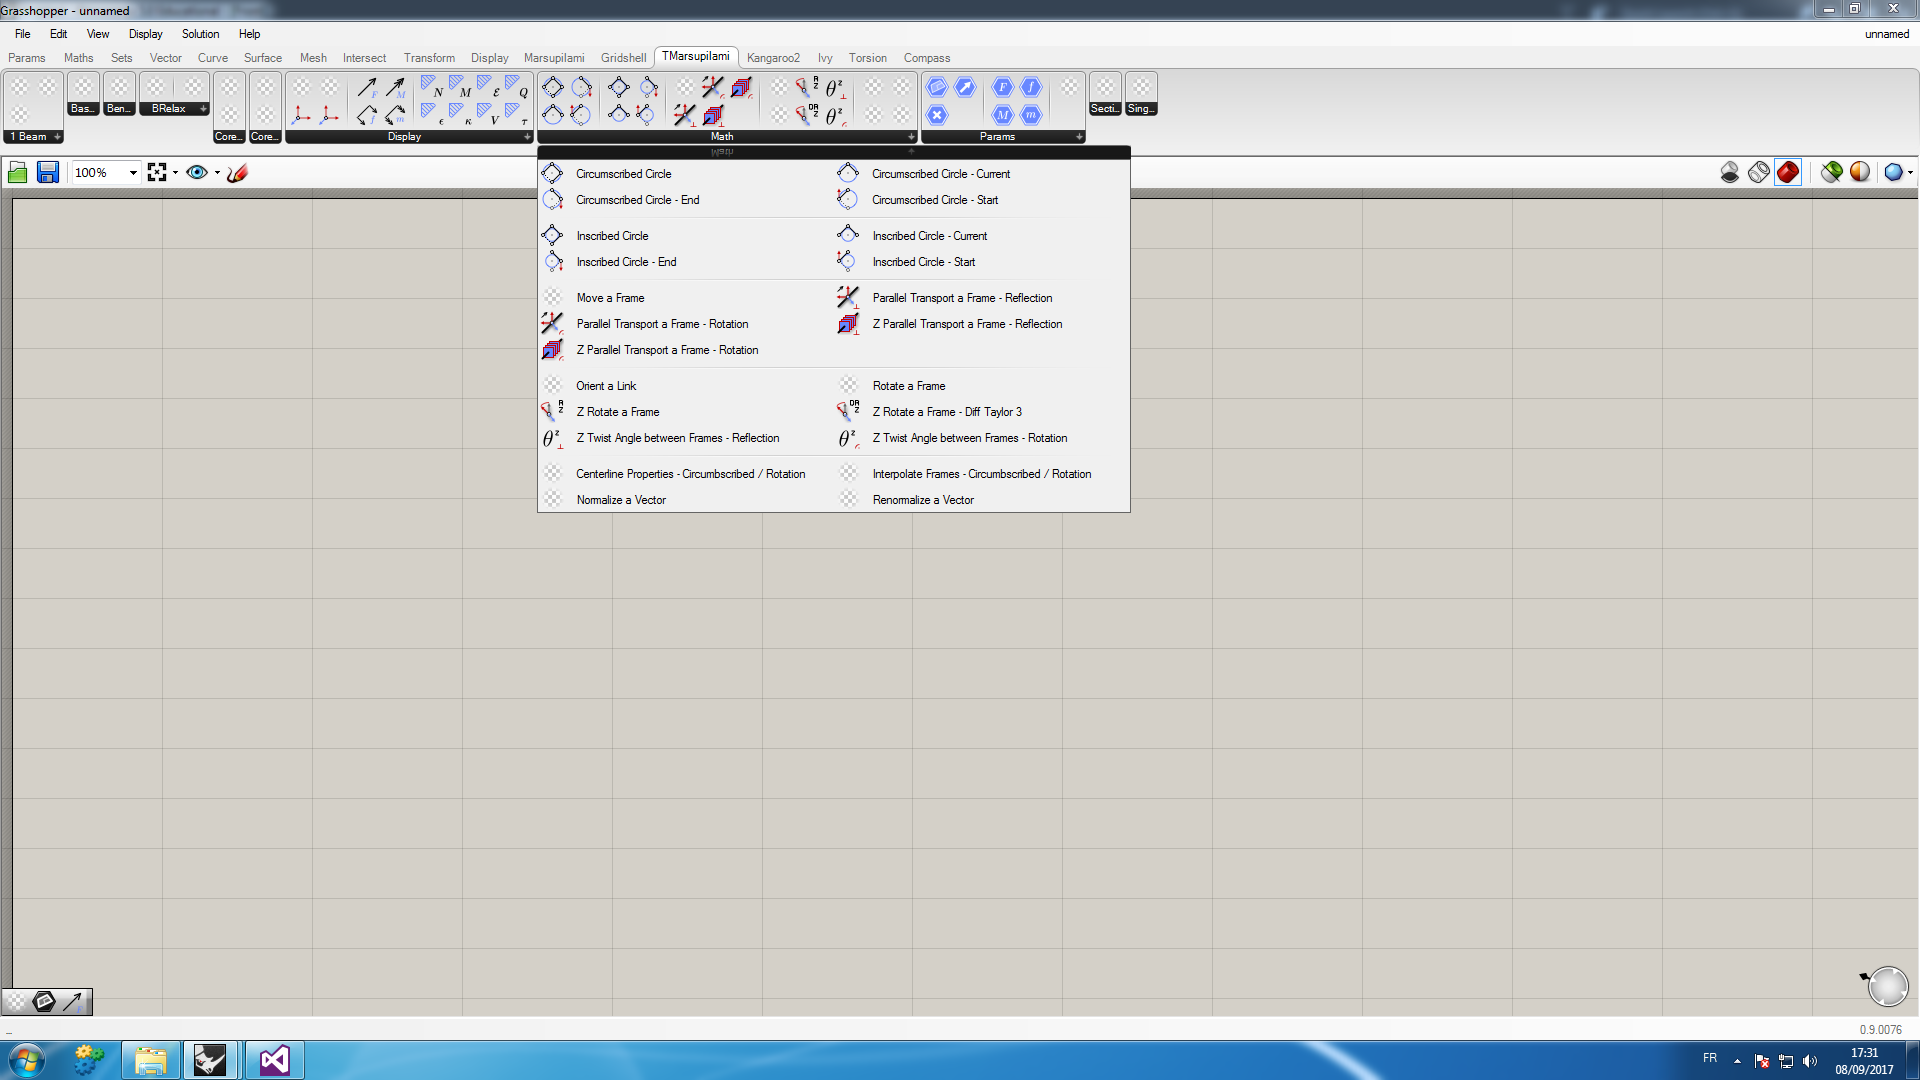 Grasshopper - unnamed
File Edit View Display Solution Help unnamed
Params Maths Sets Vector Curve Surface Mesh Intersect Transform Display Marsupilami Gridshell TMarsupilami Kangaroo2 Ivy Torsion Compass
N M ε Q
F M f m ϵ κ V τ
R Z θ z
DR Z θ z
F f
M m
Bas... Ben... BRelax Secti... Sing...
1 Beam Core... Core... Display Math Params
Math
100%
Circumscribed Circle Circumscribed Circle - Current
Circumscribed Circle - End Circumscribed Circle - Start
Inscribed Circle Inscribed Circle - Current
Inscribed Circle - End Inscribed Circle - Start
Move a Frame Parallel Transport a Frame - Reflection
Parallel Transport a Frame - Rotation Z Parallel Transport a Frame - Reflection
Z Parallel Transport a Frame - Rotation
Orient a Link Rotate a Frame
R Z Z Rotate a Frame DR Z Z Rotate a Frame - Diff Taylor 3
θ z Z Twist Angle between Frames - Reflection θ z Z Twist Angle between Frames - Rotation
Centerline Properties - Circumbscribed / Rotation Interpolate Frames - Circumbscribed / Rotation
Normalize a Vector Renormalize a Vector
...
0.9.0076
FR 17:31
08/09/2017